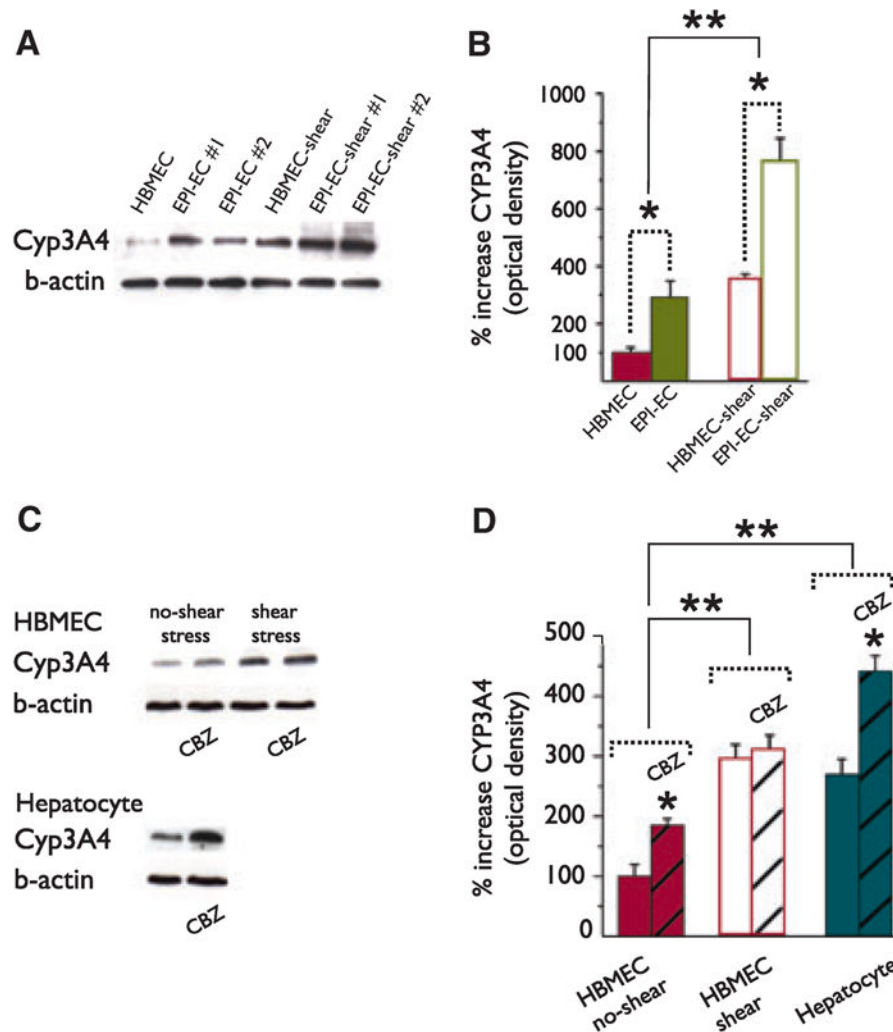 A
HBMEC
EPI-EC #1
EPI-EC #2
HBMEC-shear
EPI-EC-shear #1
EPI-EC-shear #2
Cyp3A4
b-actin
B
**
*
*
% increase CYP3A4
(optical density)
1000
800
600
400
200
100
HBMEC
EPI-EC
HBMEC-shear
EPI-EC-shear
C
HBMEC
no-shear
stress
shear
stress
Cyp3A4
b-actin
CBZ
CBZ
Hepatocyte
Cyp3A4
b-actin
CBZ
D
**
**
% increase CYP3A4
(optical density)
500
400
300
200
100
0
CBZ
*
CBZ
CBZ
*
HBMEC
no-shear
HBMEC
shear
Hepatocyte